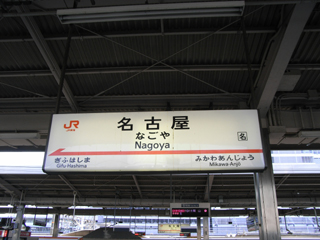 JR
名古屋
名
なごや
Nagoya
ぎふはしま
みかわあんじょう
Gifu-Hashima
Mikawa-Anjō